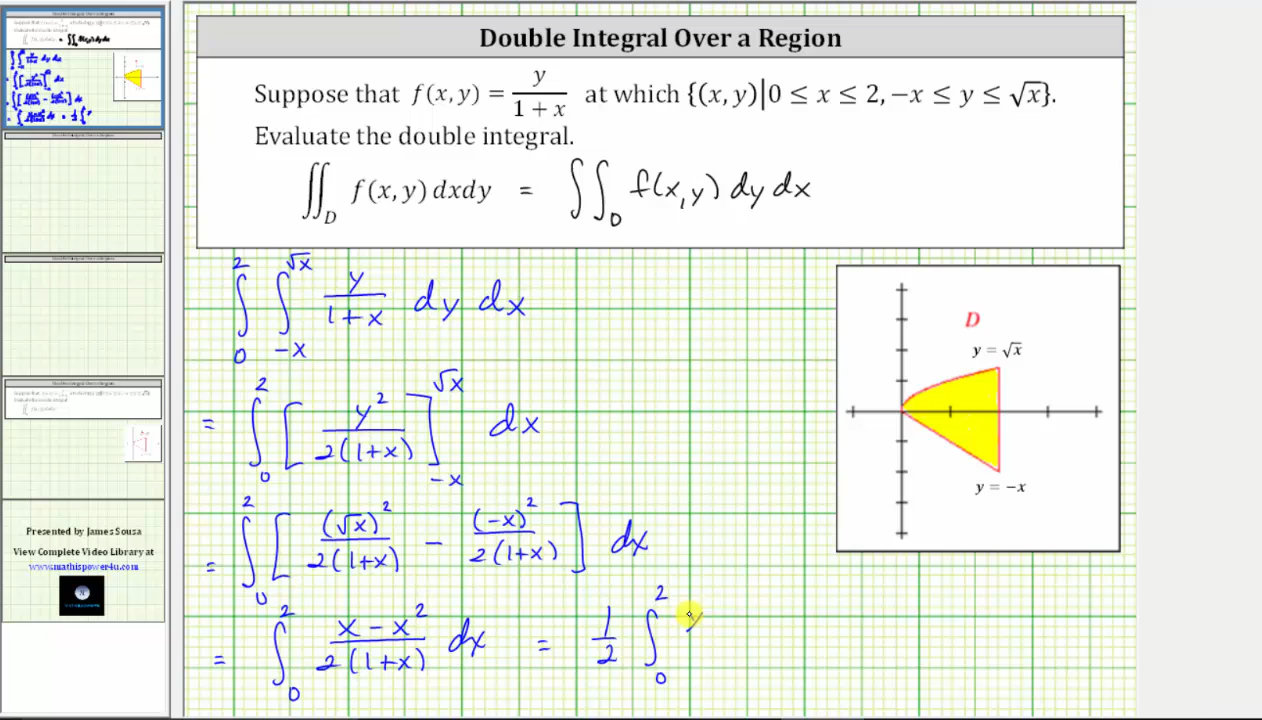 Double Integral Over a Region
Suppose that f(x, y) = y/(1 + x) at which {(x, y)|0 ≤ x ≤ 2, −x ≤ y ≤ √x}.
Evaluate the double integral.
∬_D f(x, y) dxdy = ∫∫_D f(x, y) dy dx
∫_0^2 ∫_{-x}^{√x} y/(1+x) dy dx
= ∫_0^2 [y^2/(2(1+x))]_{-x}^{√x} dx
= ∫_0^2 [(√x)^2/(2(1+x)) − (−x)^2/(2(1+x))] dx
= ∫_0^2 (x − x^2)/(2(1+x)) dx = 1/2 ∫_0^2
D
y = √x
y = −x
Presented by James Sousa
View Complete Video Library at
www.mathispower4u.com